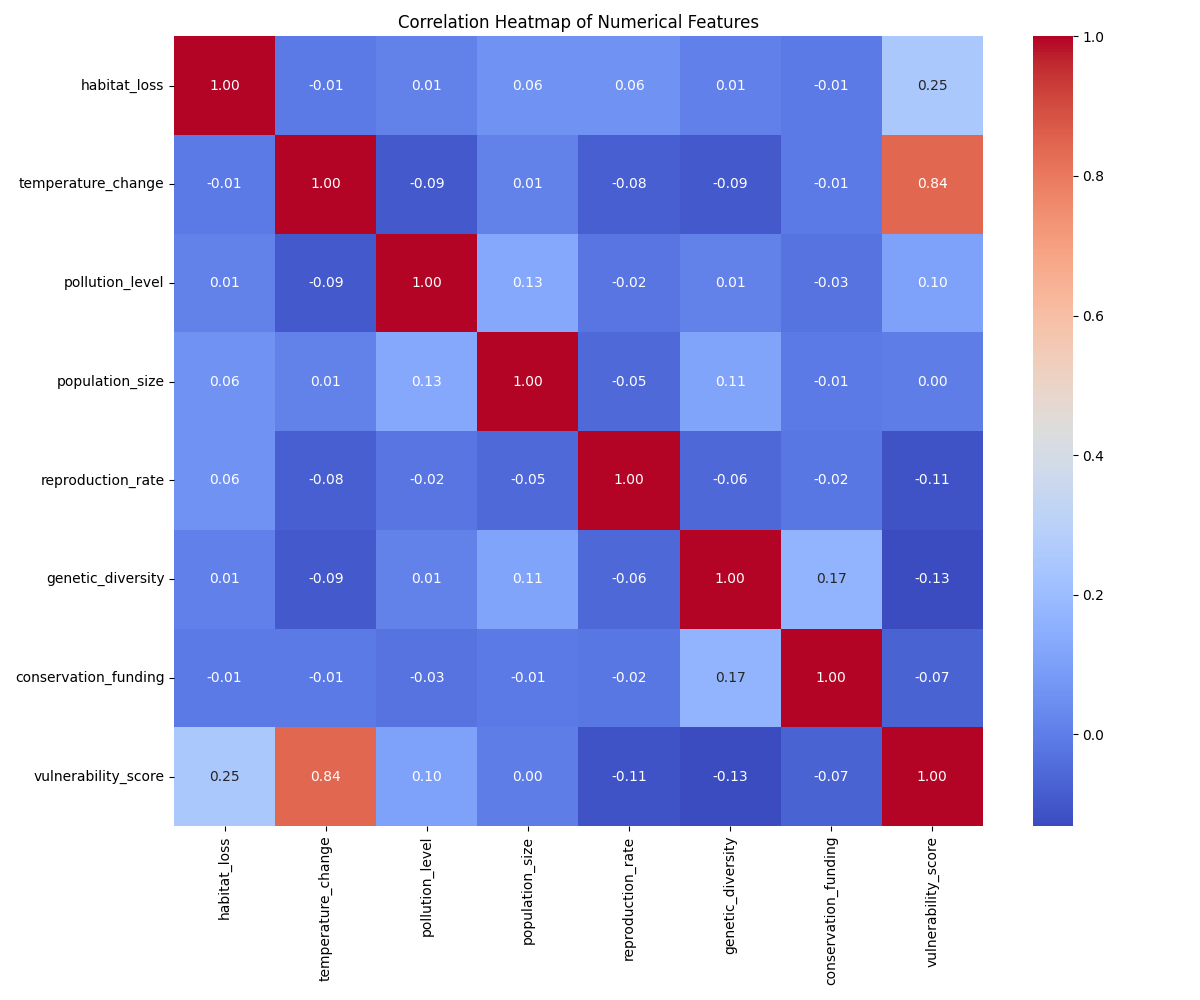 Correlation Heatmap of Numerical Features
habitat_loss 1.00 -0.01 0.01 0.06 0.06 0.01 -0.01 0.25
temperature_change -0.01 1.00 -0.09 0.01 -0.08 -0.09 -0.01 0.84
pollution_level 0.01 -0.09 1.00 0.13 -0.02 0.01 -0.03 0.10
population_size 0.06 0.01 0.13 1.00 -0.05 0.11 -0.01 0.00
reproduction_rate 0.06 -0.08 -0.02 -0.05 1.00 -0.06 -0.02 -0.11
genetic_diversity 0.01 -0.09 0.01 0.11 -0.06 1.00 0.17 -0.13
conservation_funding -0.01 -0.01 -0.03 -0.01 -0.02 0.17 1.00 -0.07
vulnerability_score 0.25 0.84 0.10 0.00 -0.11 -0.13 -0.07 1.00
habitat_loss
temperature_change
pollution_level
population_size
reproduction_rate
genetic_diversity
conservation_funding
vulnerability_score
1.0
0.8
0.6
0.4
0.2
0.0